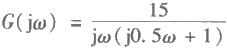 G(jω) = 15 / jω(j0.5ω + 1)